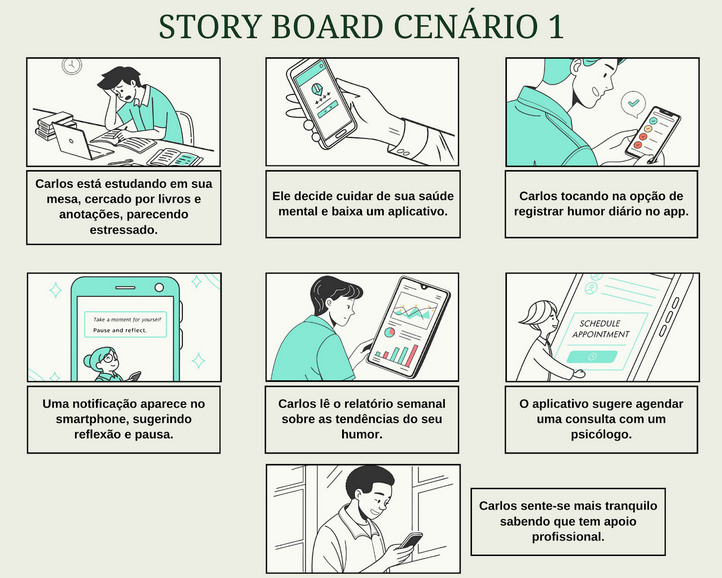 STORY BOARD CENÁRIO 1
Carlos está estudando em sua
mesa, cercado por livros e
anotações, parecendo
estressado.
Ele decide cuidar de sua saúde
mental e baixa um aplicativo.
Carlos tocando na opção de
registrar humor diário no app.
Take a moment for yourself
Pause and reflect.
SCHEDULE
APPOINTMENT
Uma notificação aparece no
smartphone, sugerindo
reflexão e pausa.
Carlos lê o relatório semanal
sobre as tendências do seu
humor.
O aplicativo sugere agendar
uma consulta com um
psicólogo.
Carlos sente-se mais tranquilo
sabendo que tem apoio
profissional.